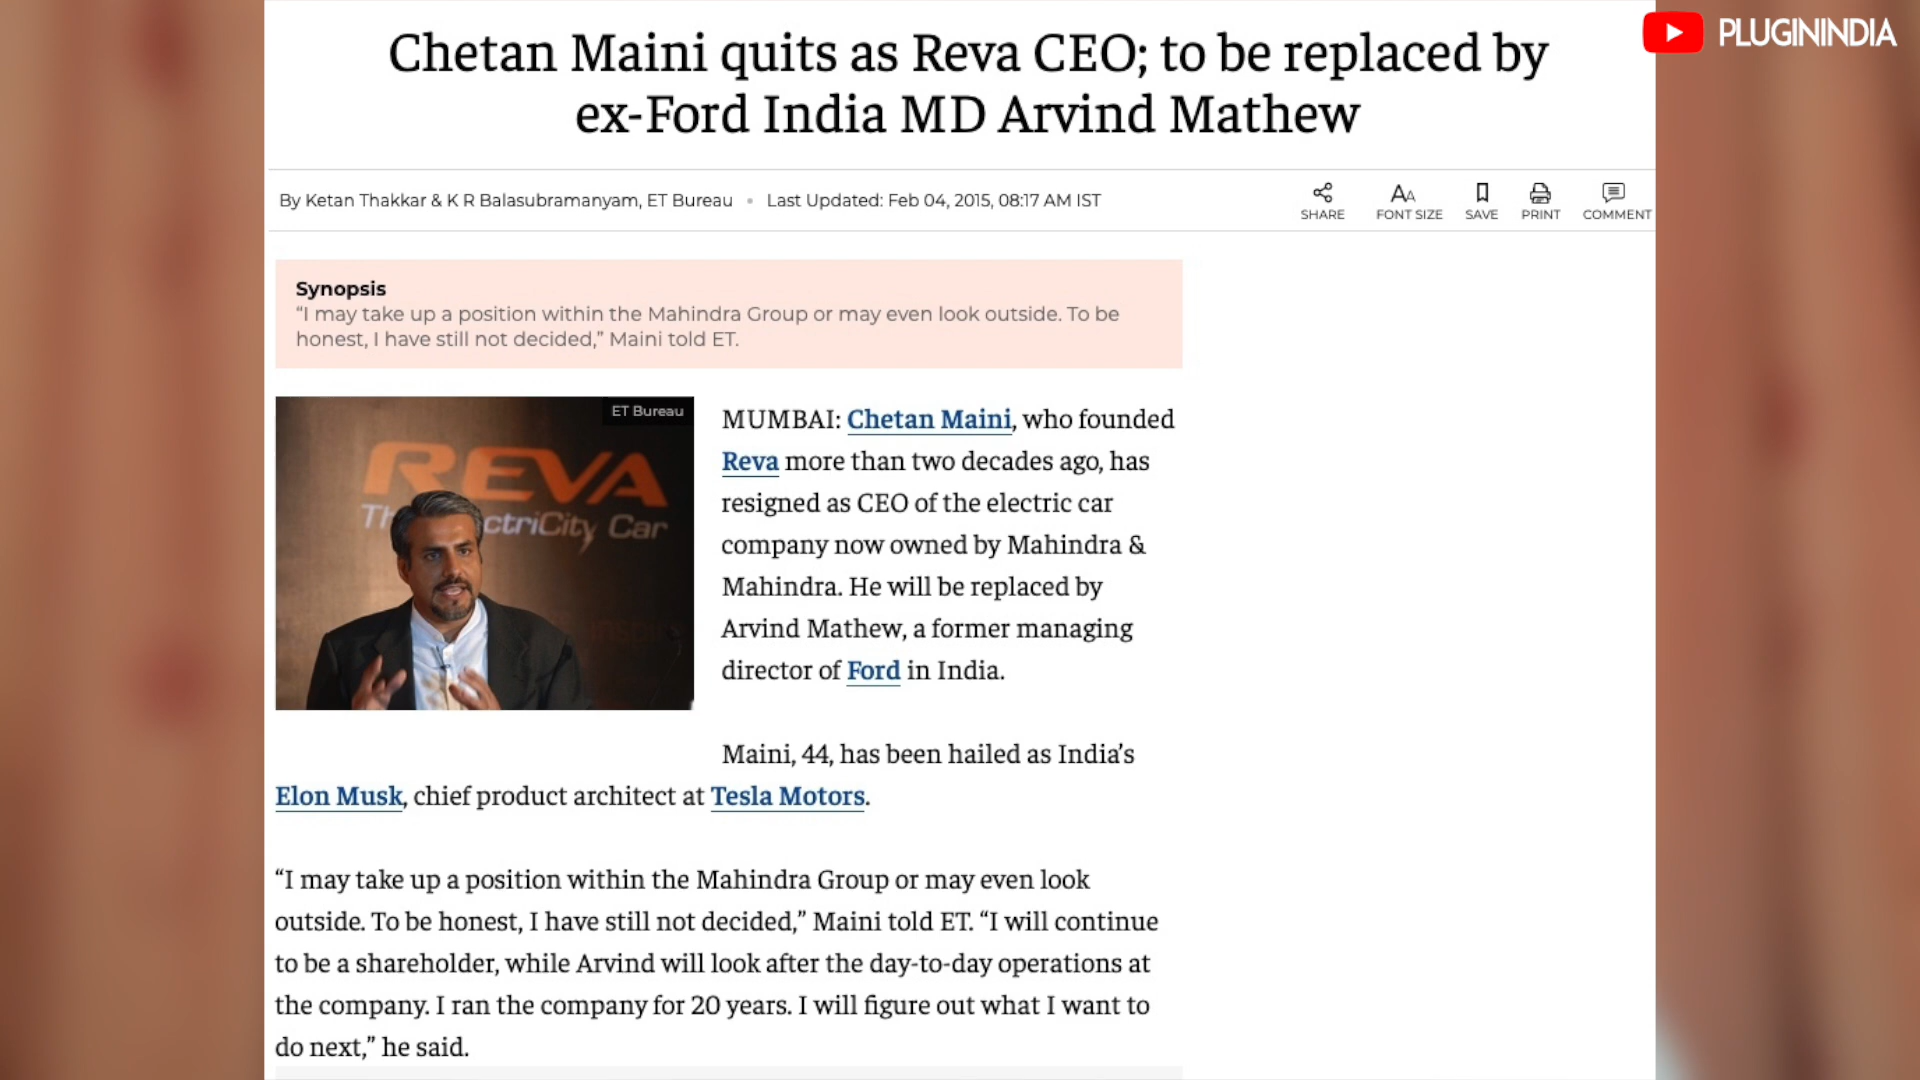 PLUGININDIA
Chetan Maini quits as Reva CEO; to be replaced by
ex-Ford India MD Arvind Mathew
By Ketan Thakkar & K R Balasubramanyam, ET Bureau • Last Updated: Feb 04, 2015, 08:17 AM IST
SHARE
FONT SIZE
SAVE
PRINT
COMMENT
Synopsis
“I may take up a position within the Mahindra Group or may even look outside. To be
honest, I have still not decided,” Maini told ET.
ET Bureau
REVA
ctriCity Car
MUMBAI: Chetan Maini, who founded
Reva more than two decades ago, has
resigned as CEO of the electric car
company now owned by Mahindra &
Mahindra. He will be replaced by
Arvind Mathew, a former managing
director of Ford in India.
Maini, 44, has been hailed as India’s
Elon Musk, chief product architect at Tesla Motors.
“I may take up a position within the Mahindra Group or may even look
outside. To be honest, I have still not decided,” Maini told ET. “I will continue
to be a shareholder, while Arvind will look after the day-to-day operations at
the company. I ran the company for 20 years. I will figure out what I want to
do next,” he said.